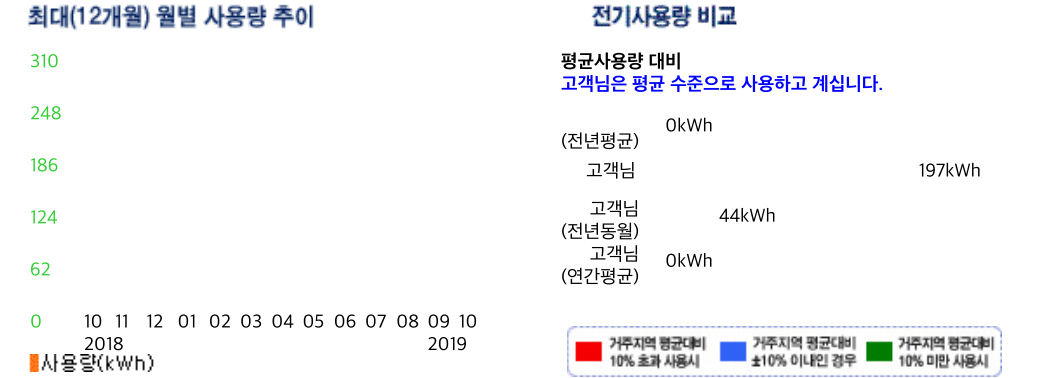 최대(12개월) 월별 사용량 추이
310
248
186
124
62
0
10 11 12 01 02 03 04 05 06 07 08 09 10
2018 2019
사용량(kWh)
전기사용량 비교
평균사용량 대비
고객님은 평균 수준으로 사용하고 계십니다.
0kWh
(전년평균)
고객님 197kWh
고객님
44kWh
(전년동월)
고객님
0kWh
(연간평균)
거주지역 평균대비
10% 초과 사용시
거주지역 평균대비
±10% 이내인 경우
거주지역 평균대비
10% 미만 사용시